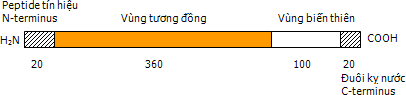 Peptide tín hiệu
N-terminus
Vùng tương đồng
Vùng biến thiên
H₂N
COOH
20
360
100
20
Đuôi kỵ nước
C-terminus